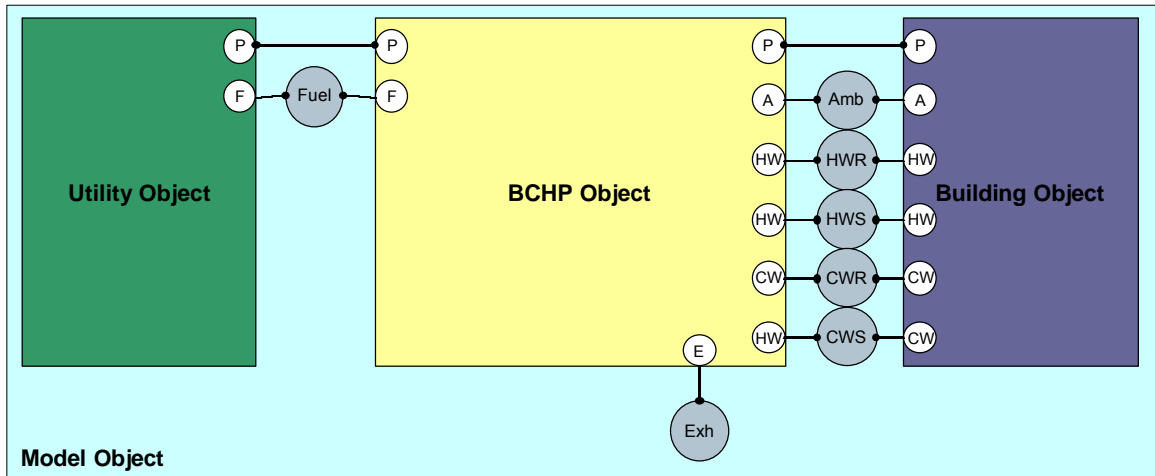 P P P P
F Fuel F A Amb A
HW HWR HW
Utility Object BCHP Object Building Object
HW HWS HW
CW CWR CW
HW CWS CW
E
Exh
Model Object